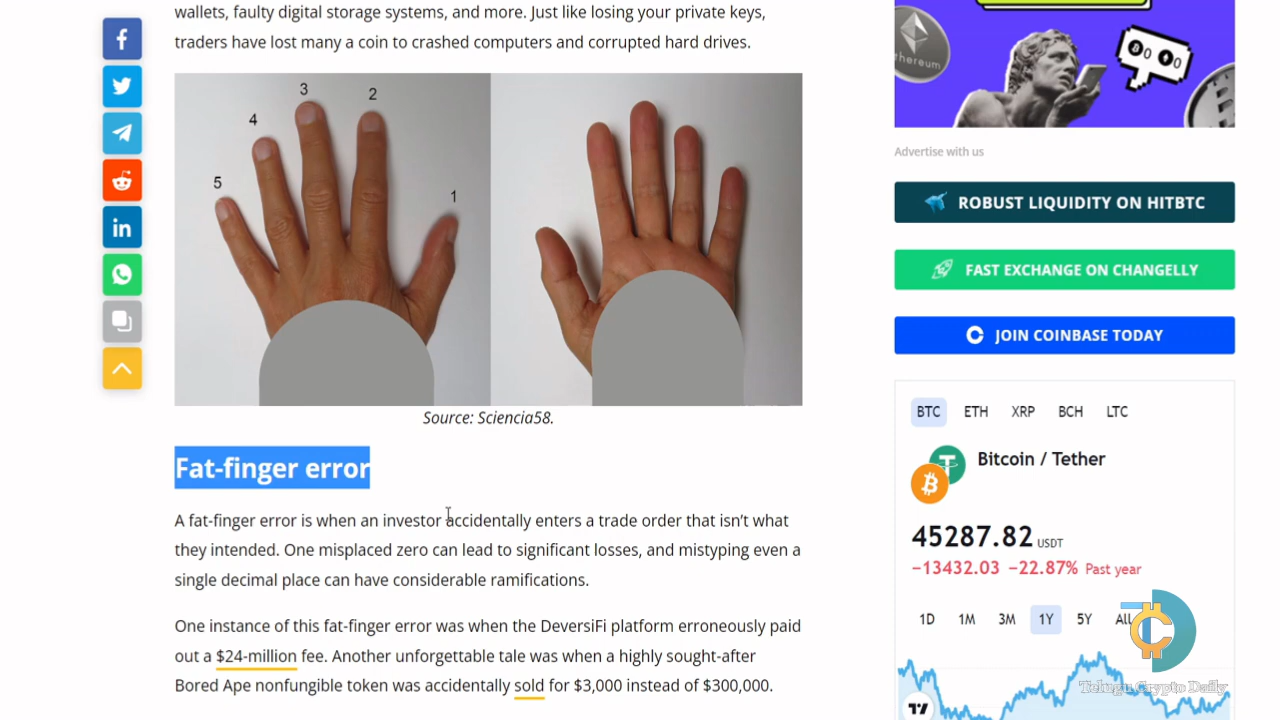 wallets, faulty digital storage systems, and more. Just like losing your private keys,
traders have lost many a coin to crashed computers and corrupted hard drives.
5
4
3
2
1
Source: Sciencia58.
Fat-finger error
A fat-finger error is when an investor accidentally enters a trade order that isn’t what
they intended. One misplaced zero can lead to significant losses, and mistyping even a
single decimal place can have considerable ramifications.
One instance of this fat-finger error was when the DeversiFi platform erroneously paid
out a $24-million fee. Another unforgettable tale was when a highly sought-after
Bored Ape nonfungible token was accidentally sold for $3,000 instead of $300,000.
thereum
Advertise with us
ROBUST LIQUIDITY ON HITBTC
FAST EXCHANGE ON CHANGELLY
JOIN COINBASE TODAY
BTC ETH XRP BCH LTC
Bitcoin / Tether
45287.82 USDT
−13432.03 −22.87% Past year
1D 1M 3M 1Y 5Y All
Telugu Crypto Daily